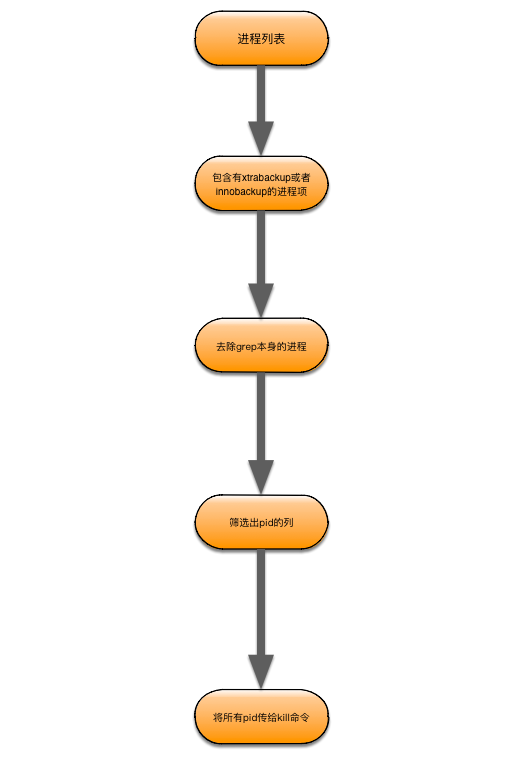 进程列表
包含有xtrabackup或者
innobackup的进程项
去除grep本身的进程
筛选出pid的列
将所有pid传给kill命令